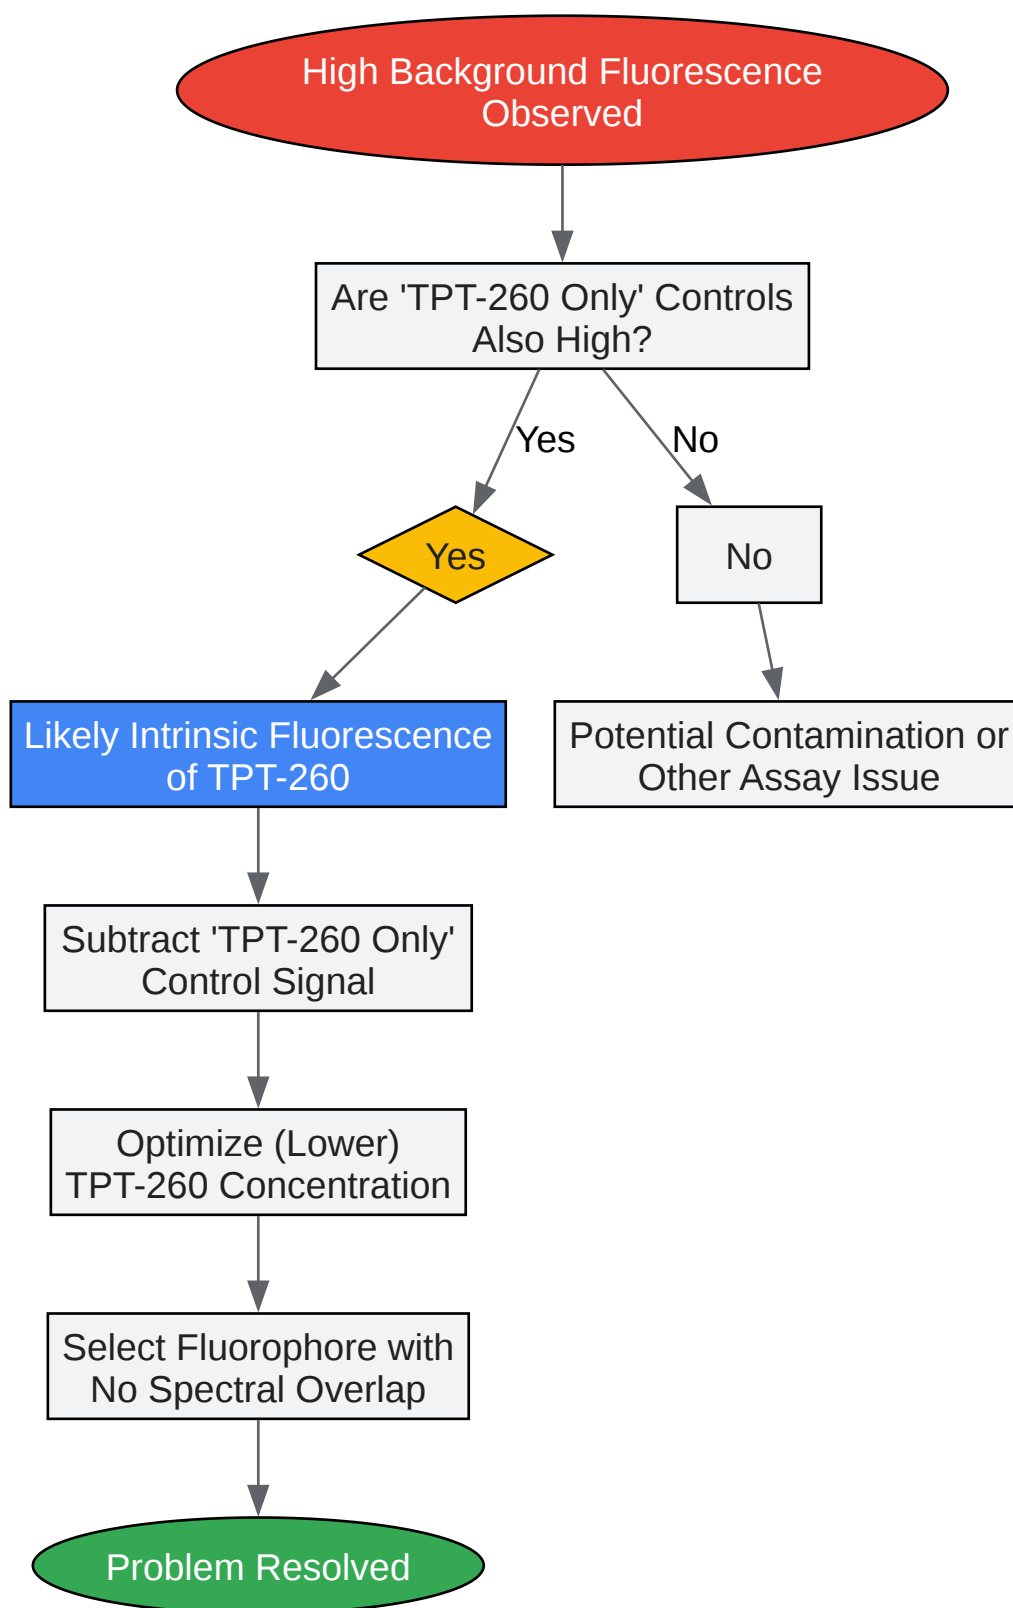 High Background Fluorescence
Observed
Are 'TPT-260 Only' Controls
Also High?
Yes
No
Yes
No
Likely Intrinsic Fluorescence
of TPT-260
Potential Contamination or
Other Assay Issue
Subtract 'TPT-260 Only'
Control Signal
Optimize (Lower)
TPT-260 Concentration
Select Fluorophore with
No Spectral Overlap
Problem Resolved